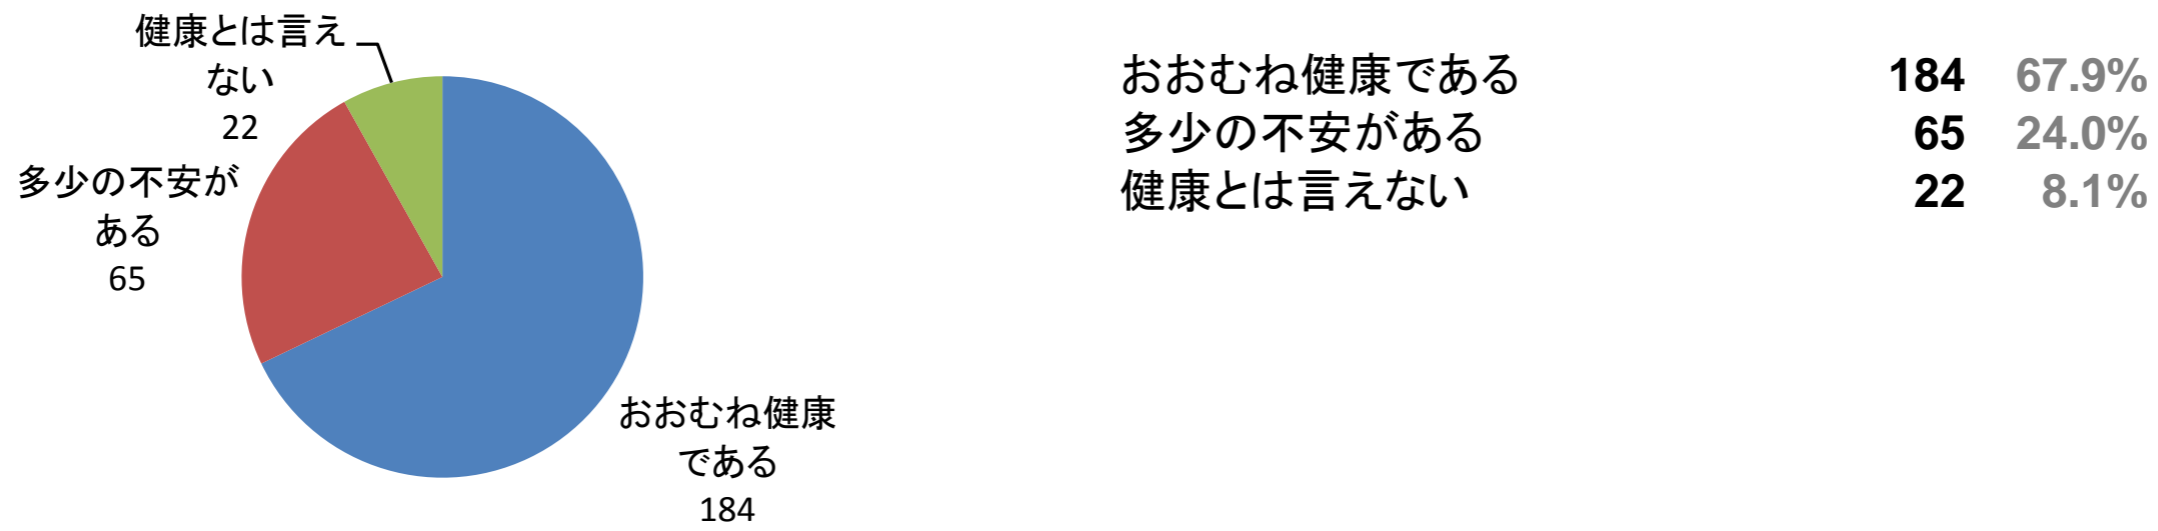 健康とは言え
ない
22
多少の不安が
ある
65
おおむね健康
である
184
おおむね健康である 184 67.9%
多少の不安がある 65 24.0%
健康とは言えない 22 8.1%